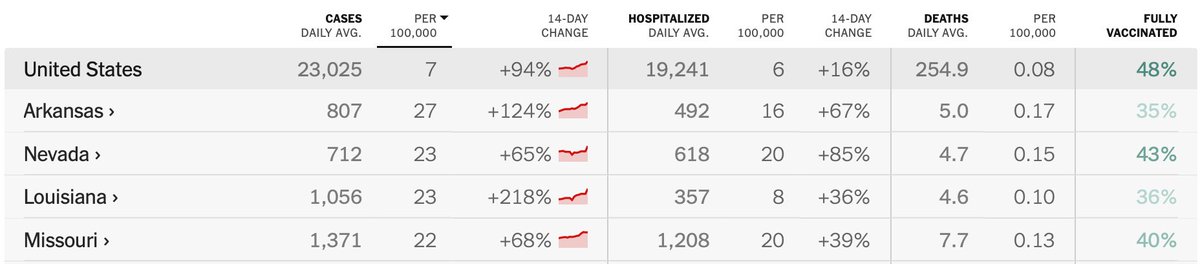 CASES PER 14-DAY HOSPITALIZED PER 14-DAY DEATHS PER FULLY
DAILY AVG. 100,000 CHANGE DAILY AVG. 100,000 CHANGE DAILY AVG. 100,000 VACCINATED
United States 23,025 7 +94% 19,241 6 +16% 254.9 0.08 48%
Arkansas › 807 27 +124% 492 16 +67% 5.0 0.17 35%
Nevada › 712 23 +65% 618 20 +85% 4.7 0.15 43%
Louisiana › 1,056 23 +218% 357 8 +36% 4.6 0.10 36%
Missouri › 1,371 22 +68% 1,208 20 +39% 7.7 0.13 40%